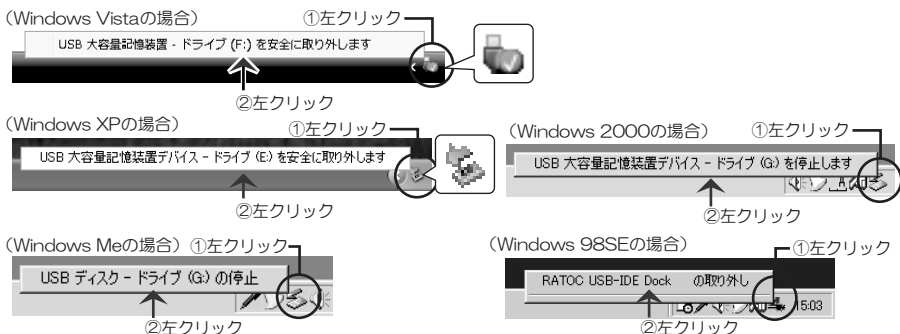 （Windows Vistaの場合）
①左クリック
USB 大容量記憶装置 - ドライブ (F:) を安全に取り外します
②左クリック
（Windows XPの場合）
①左クリック
USB 大容量記憶装置デバイス - ドライブ (E:) を安全に取り外します
②左クリック
（Windows 2000の場合）
①左クリック
USB 大容量記憶装置デバイス - ドライブ (G:) を停止します
②左クリック
（Windows Meの場合）
①左クリック
USB ディスク - ドライブ (G:) の停止
②左クリック
（Windows 98SEの場合）
①左クリック
RATOC USB-IDE Dock の取り外し
15:03
②左クリック